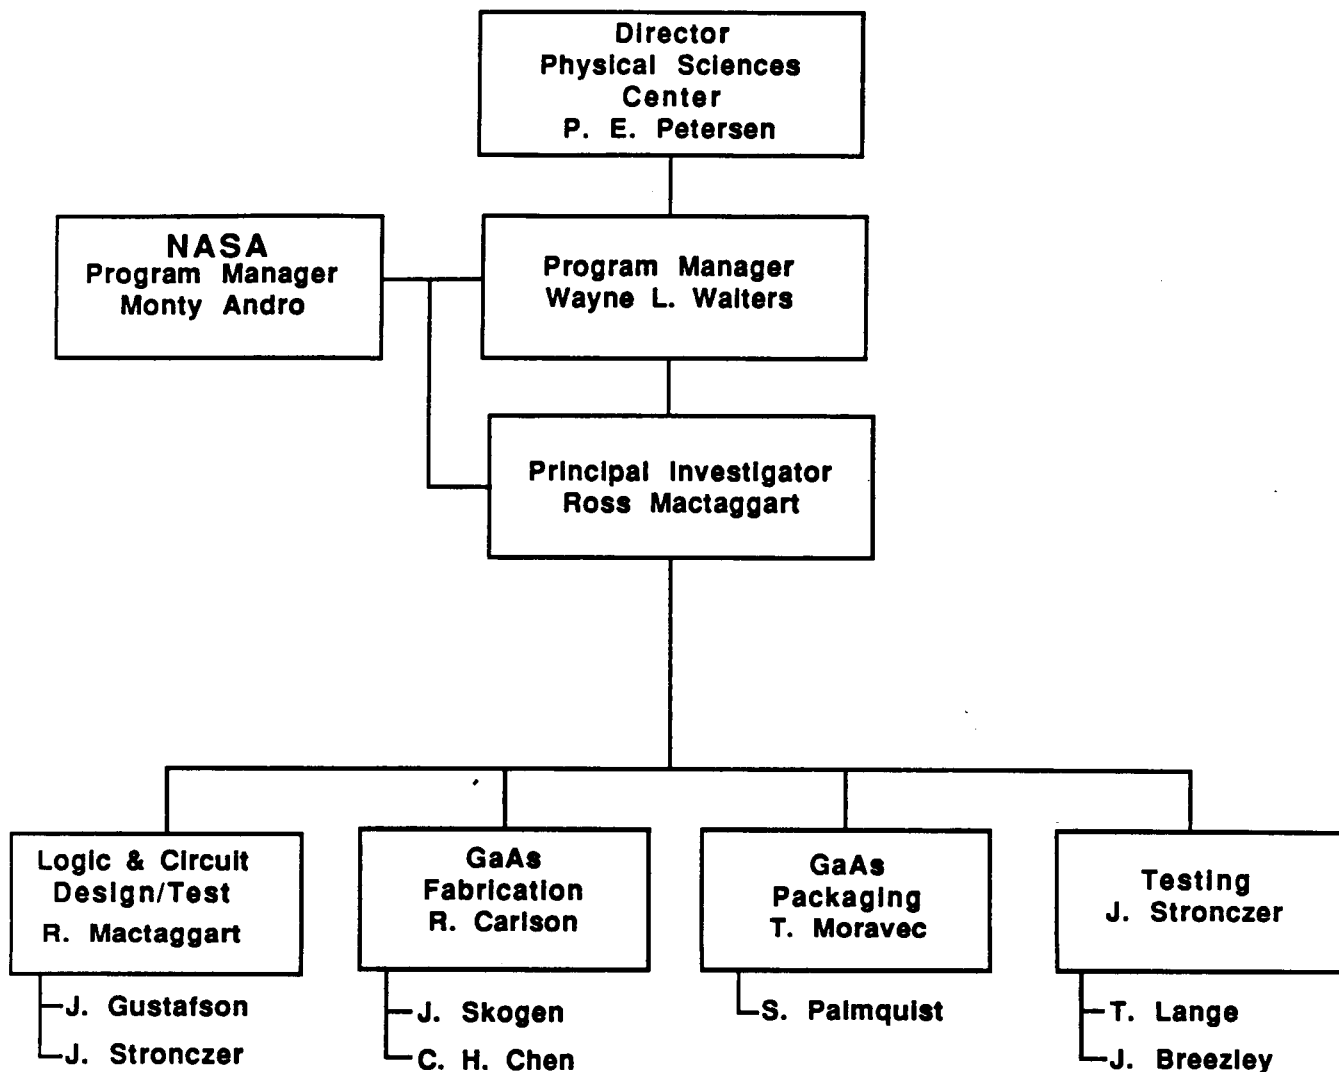 Director
Physical Sciences
Center
P. E. Petersen
NASA
Program Manager
Monty Andro
Program Manager
Wayne L. Walters
Principal Investigator
Ross Mactaggart
Logic & Circuit
Design/Test
R. Mactaggart
J. Gustafson
J. Stronczer
GaAs
Fabrication
R. Carlson
J. Skogen
C. H. Chen
GaAs
Packaging
T. Moravec
S. Palmquist
Testing
J. Stronczer
T. Lange
J. Breezley